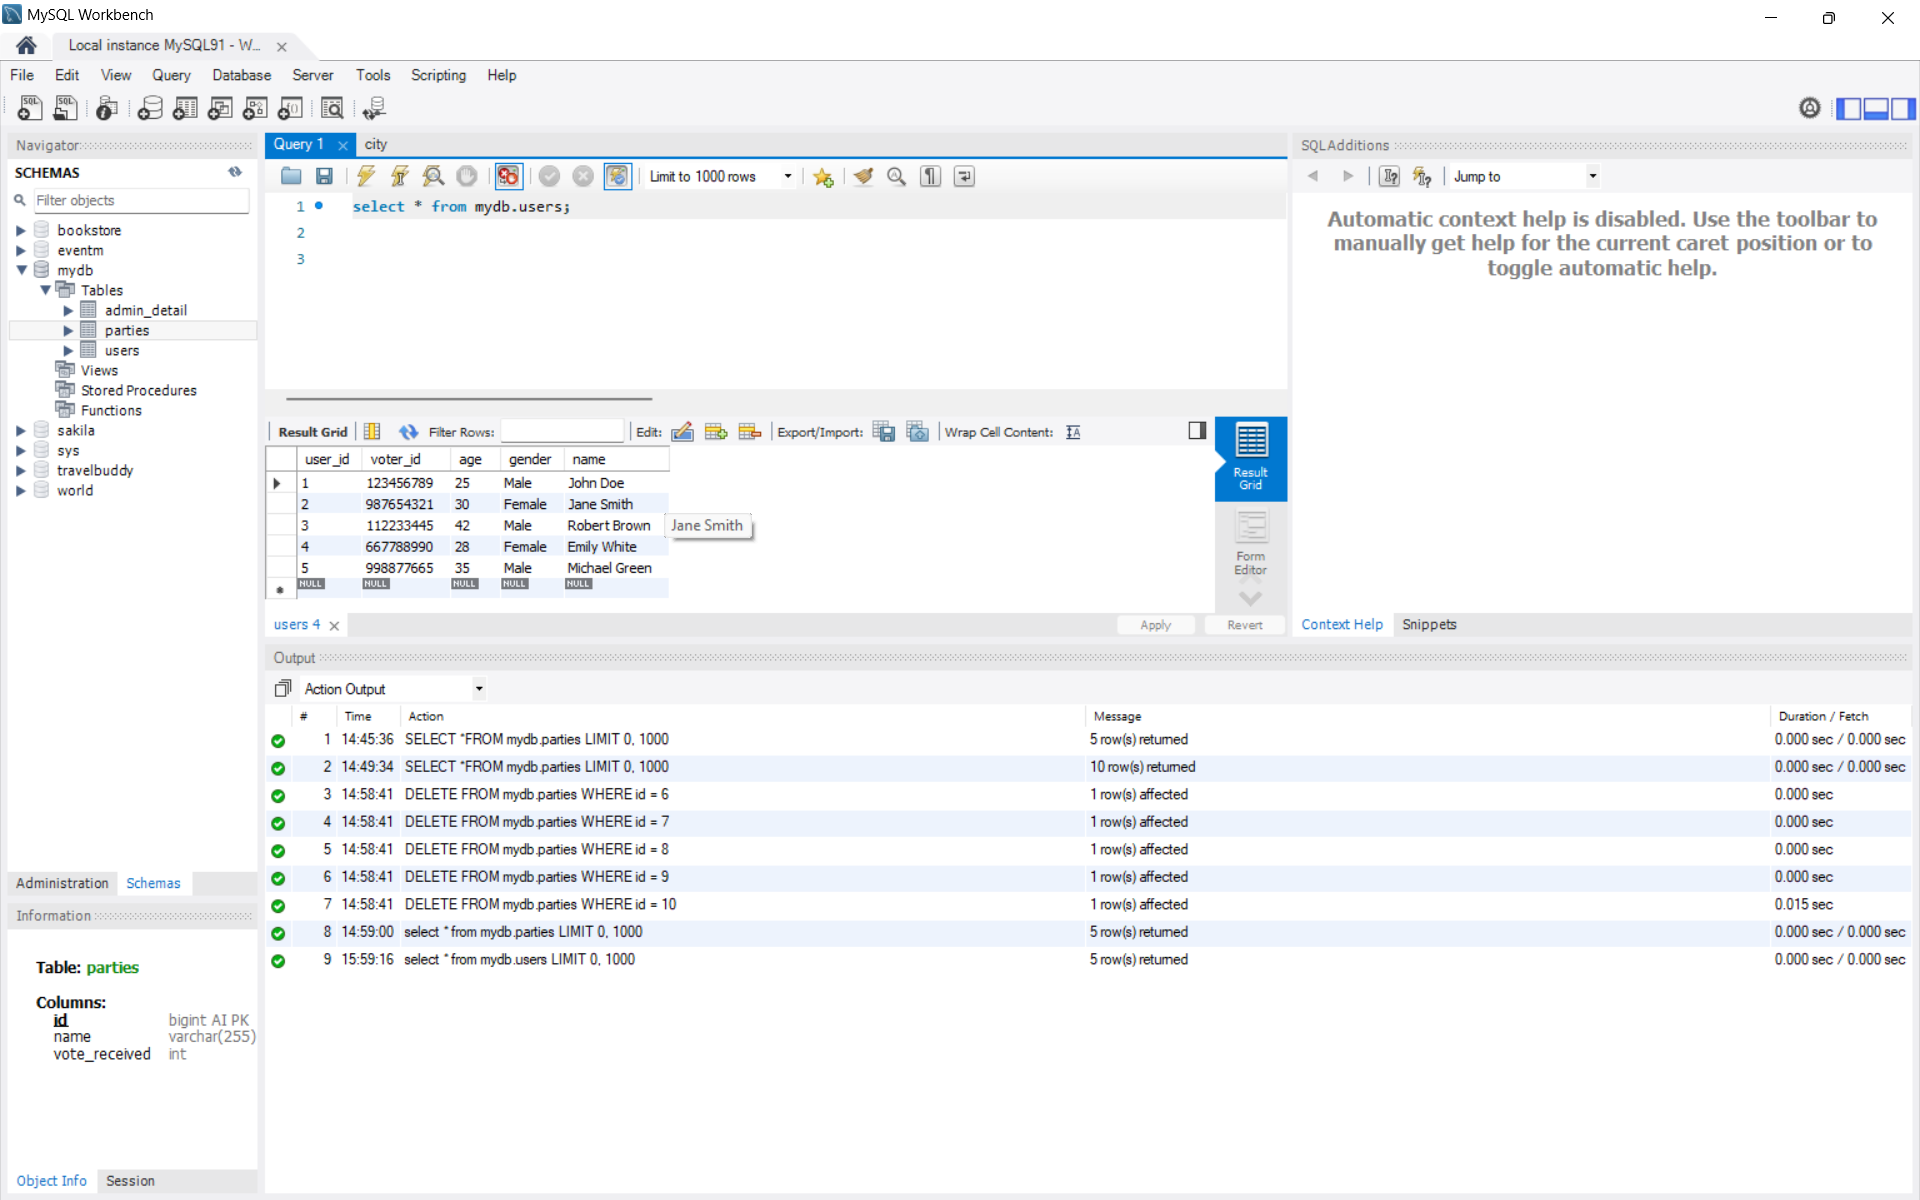 MySQL Workbench
Local instance MySQL91 - W...
File Edit View Query Database Server Tools Scripting Help
Navigator
SCHEMAS
Filter objects
bookstore
eventm
mydb
Tables
admin_detail
parties
users
Views
Stored Procedures
Functions
sakila
sys
travelbuddy
world
Administration Schemas
Information
Table: parties
Columns:
id bigint AI PK
name varchar(255)
vote_received int
Object Info Session
Query 1 city
Limit to 1000 rows
1 select * from mydb.users;
2
3
Result Grid Filter Rows: Edit: Export/Import: Wrap Cell Content:
user_id voter_id age gender name
1 123456789 25 Male John Doe
2 987654321 30 Female Jane Smith
3 112233445 42 Male Robert Brown
Jane Smith
4 667788990 28 Female Emily White
5 998877665 35 Male Michael Green
NULL NULL NULL NULL NULL
Result
Grid
Form
Editor
users 4 Apply Revert
SQLAdditions
Jump to
Automatic context help is disabled. Use the toolbar to
manually get help for the current caret position or to
toggle automatic help.
Context Help Snippets
Output
Action Output
# Time Action Message Duration / Fetch
1 14:45:36 SELECT *FROM mydb.parties LIMIT 0, 1000 5 row(s) returned 0.000 sec / 0.000 sec
2 14:49:34 SELECT *FROM mydb.parties LIMIT 0, 1000 10 row(s) returned 0.000 sec / 0.000 sec
3 14:58:41 DELETE FROM mydb.parties WHERE id = 6 1 row(s) affected 0.000 sec
4 14:58:41 DELETE FROM mydb.parties WHERE id = 7 1 row(s) affected 0.000 sec
5 14:58:41 DELETE FROM mydb.parties WHERE id = 8 1 row(s) affected 0.000 sec
6 14:58:41 DELETE FROM mydb.parties WHERE id = 9 1 row(s) affected 0.000 sec
7 14:58:41 DELETE FROM mydb.parties WHERE id = 10 1 row(s) affected 0.015 sec
8 14:59:00 select * from mydb.parties LIMIT 0, 1000 5 row(s) returned 0.000 sec / 0.000 sec
9 15:59:16 select * from mydb.users LIMIT 0, 1000 5 row(s) returned 0.000 sec / 0.000 sec